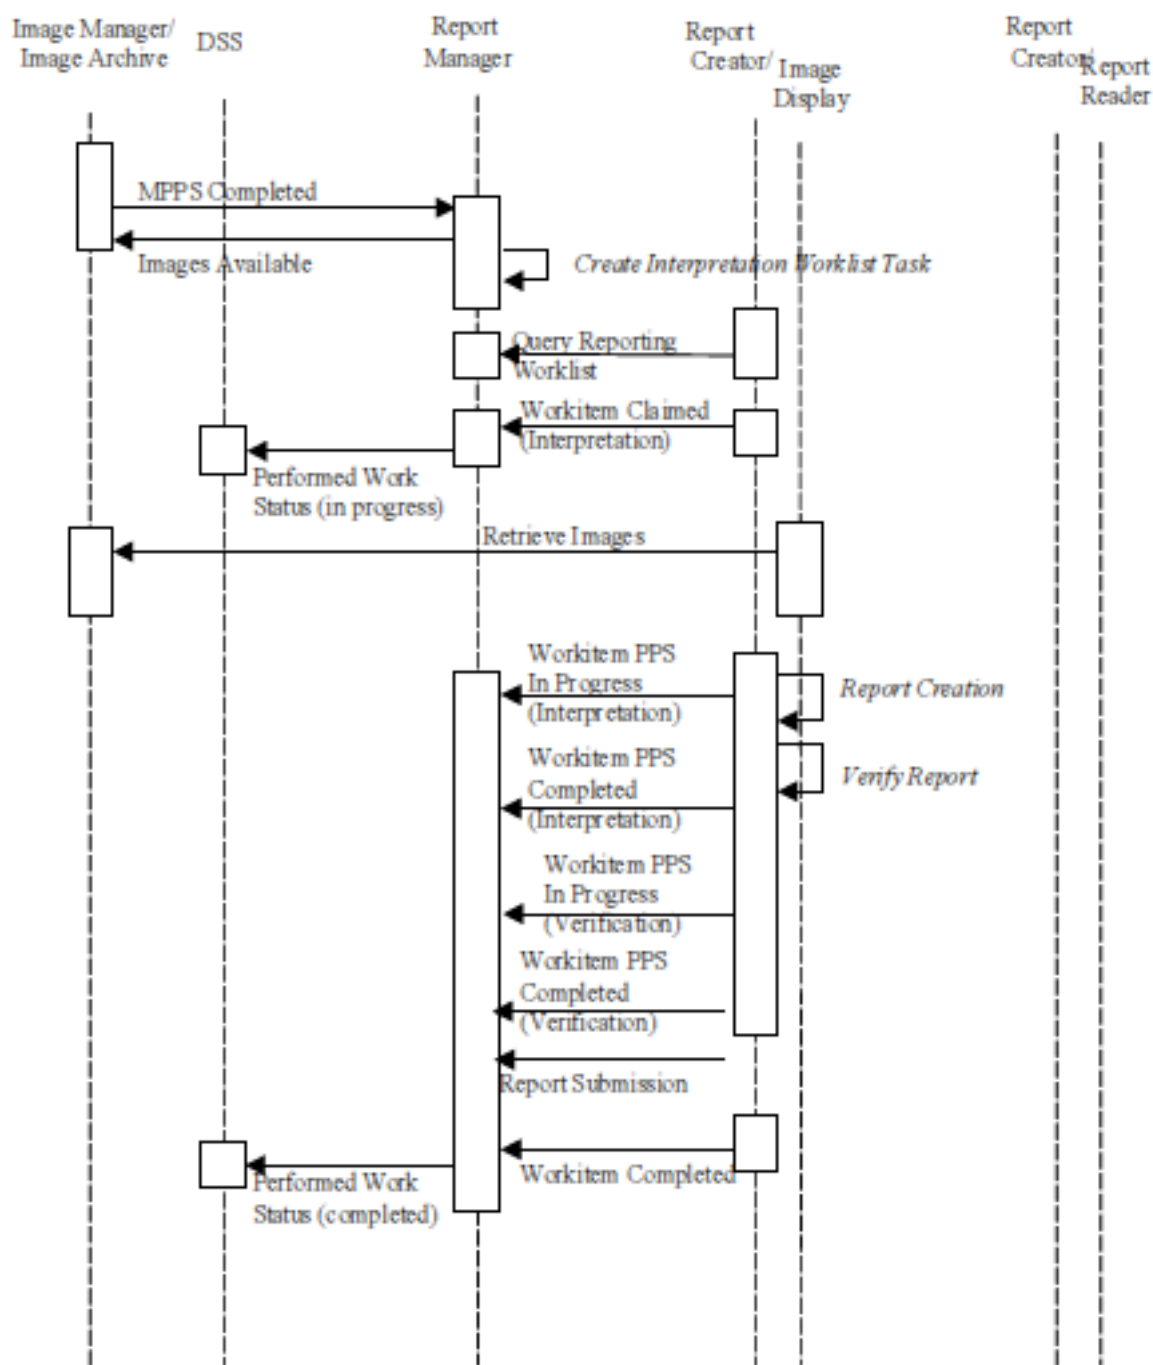 Image Manager/
Image Archive
DSS
Report
Manager
Report
Creator/
Image
Display
Report
Creator/
Report
Reader
MPPS Completed
Images Available
Create Interpretation Worklist Task
Query Reporting
Worklist
Workitem Claimed
(Interpretation)
Performed Work
Status (in progress)
Retrieve Images
Workitem PPS
In Progress
(Interpretation)
Report Creation
Workitem PPS
Completed
(Interpretation)
Verify Report
Workitem PPS
In Progress
(Verification)
Workitem PPS
Completed
(Verification)
Report Submission
Workitem Completed
Performed Work
Status (completed)